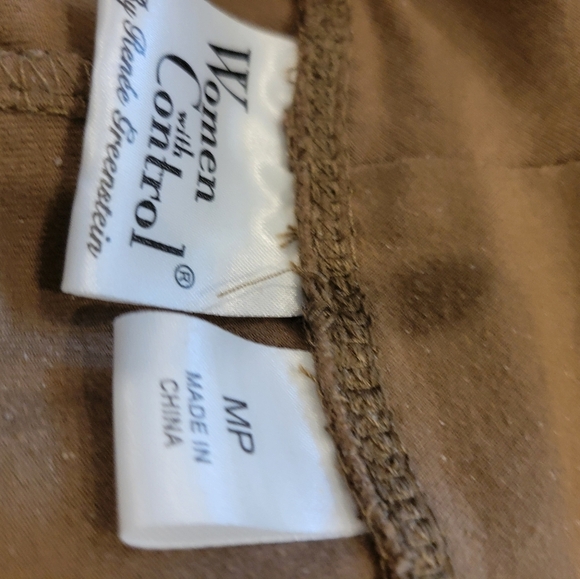 Women
with
Control®
By Renée Greenstein
MP
MADE IN
CHINA